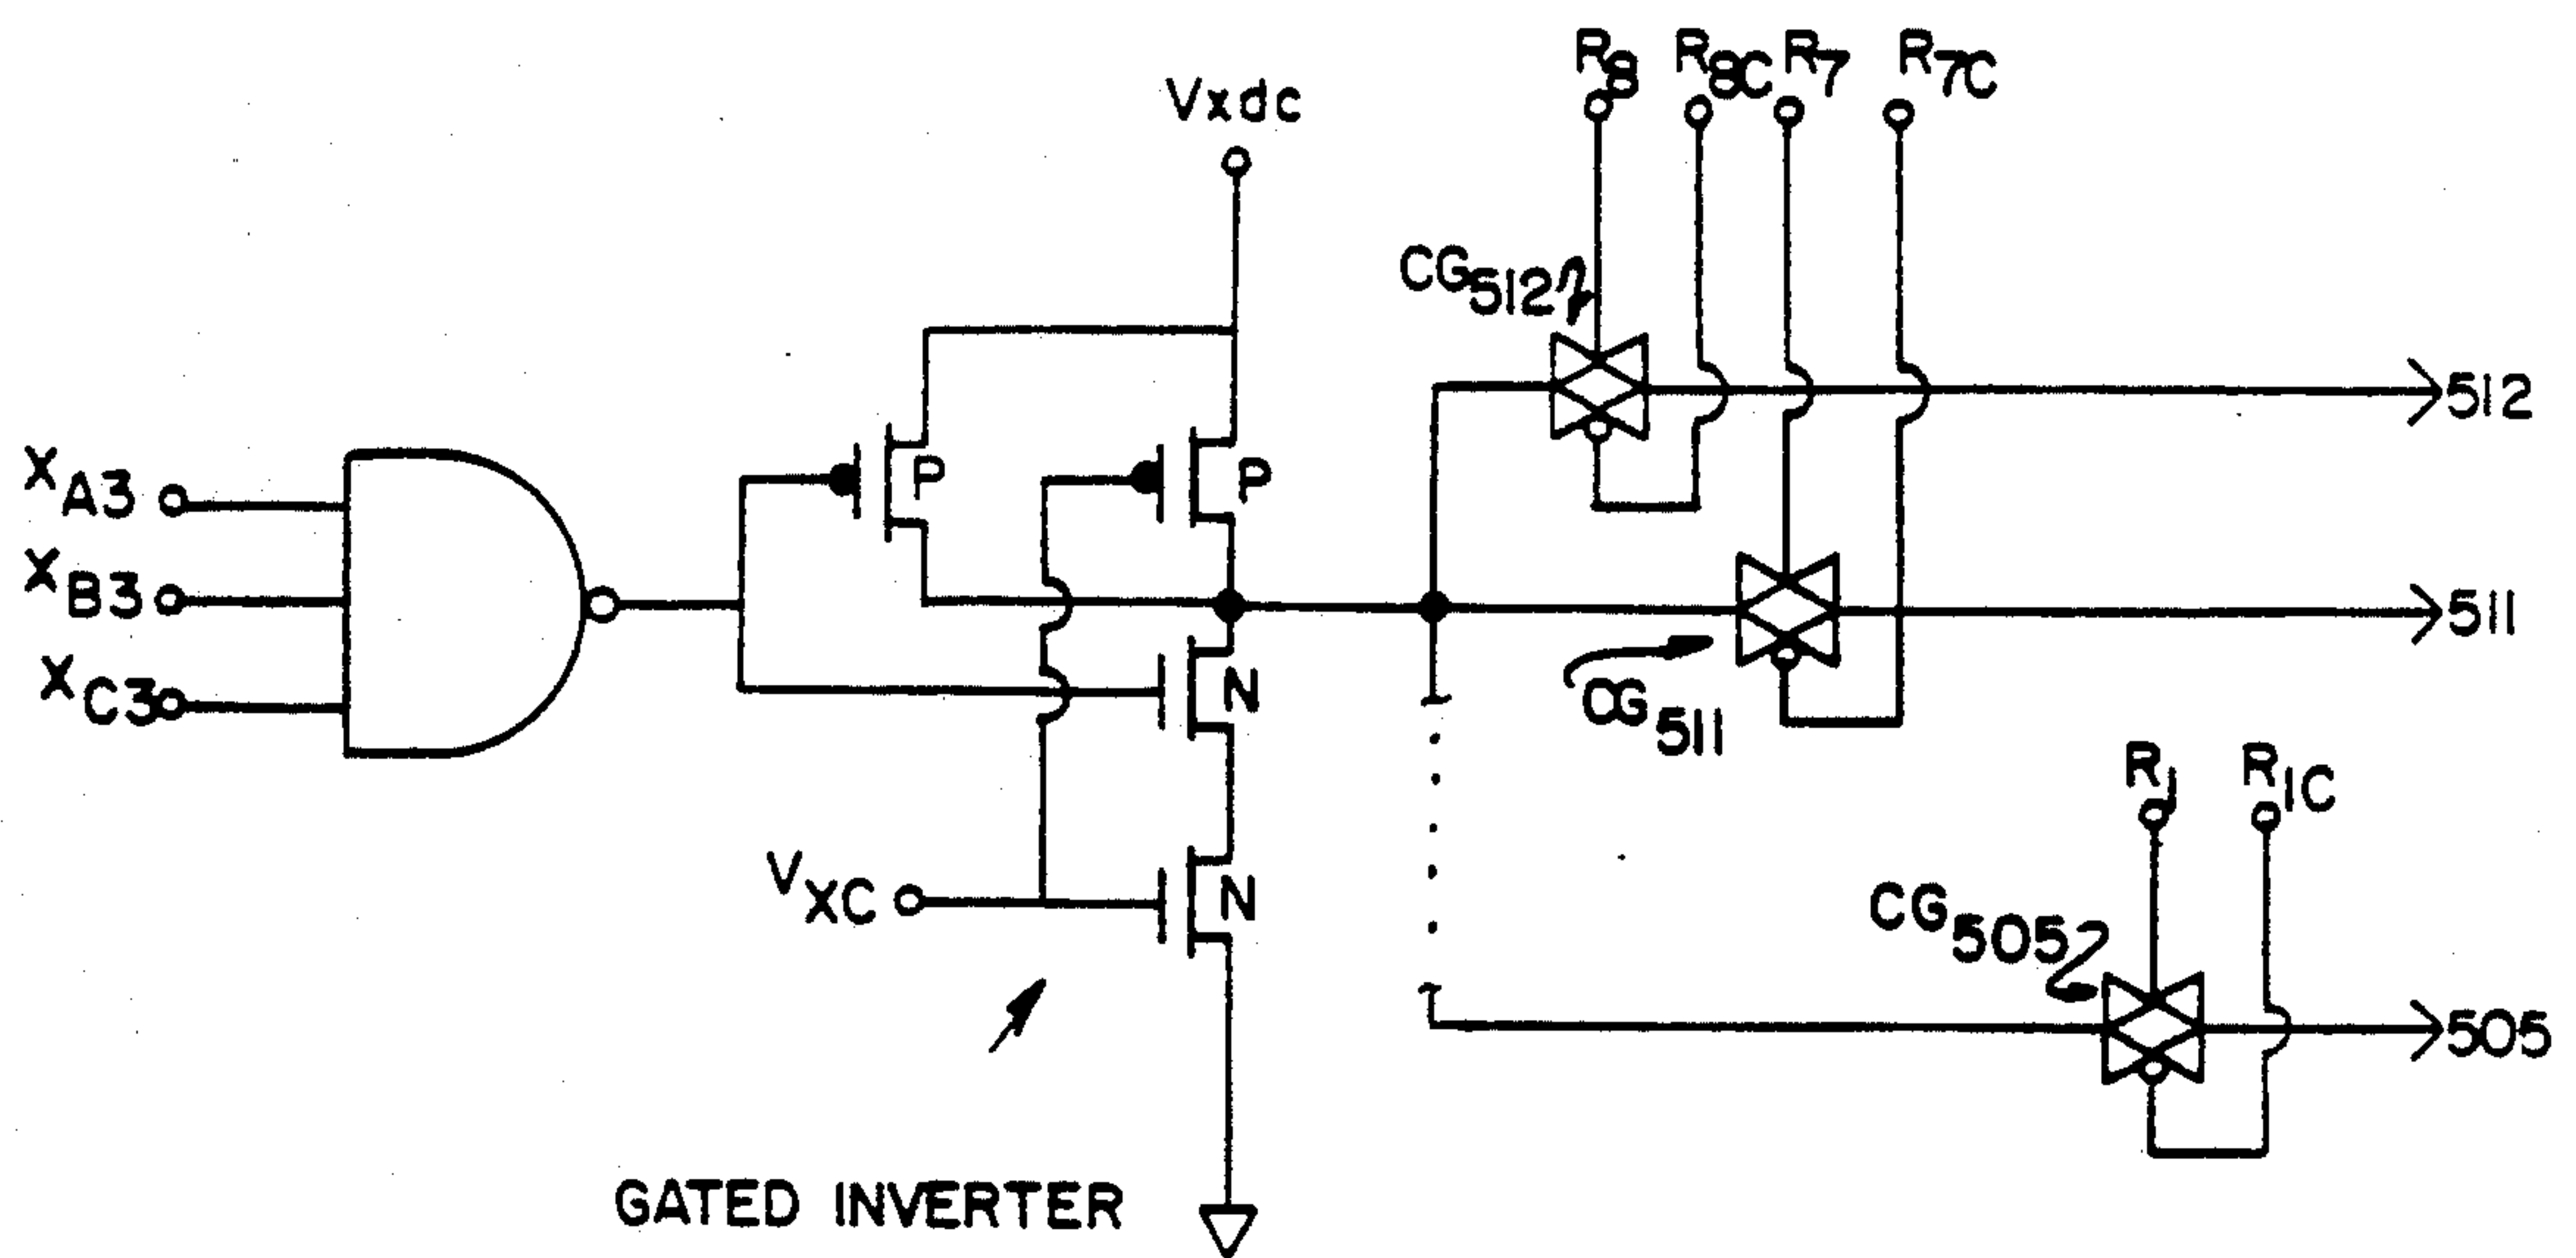 R8 R8C R7 R7C
Vxdc
CG512
512
XA3
P
P
XB3
511
XC3
N
CG511
R1 R1C
VXC
N
CG505
505
GATED INVERTER